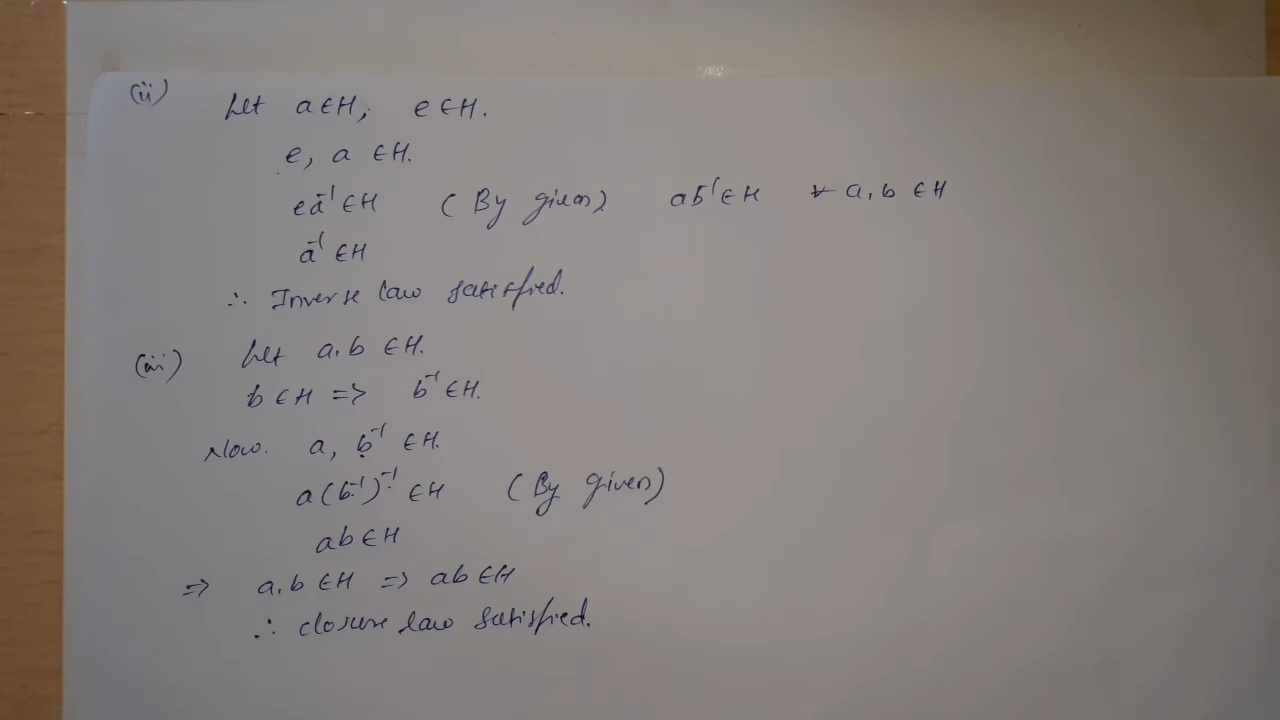 (ii) Let a ∈ H, e ∈ H.
e, a ∈ H.
ea⁻¹ ∈ H (By given) ab⁻¹ ∈ H ∀ a, b ∈ H
a⁻¹ ∈ H
∴ Inverse law satisfied.
(iii) Let a, b ∈ H.
b ∈ H => b⁻¹ ∈ H.
Now. a, b⁻¹ ∈ H.
a(b⁻¹)⁻¹ ∈ H (By given)
ab ∈ H
=> a, b ∈ H => ab ∈ H
∴ closure law satisfied.